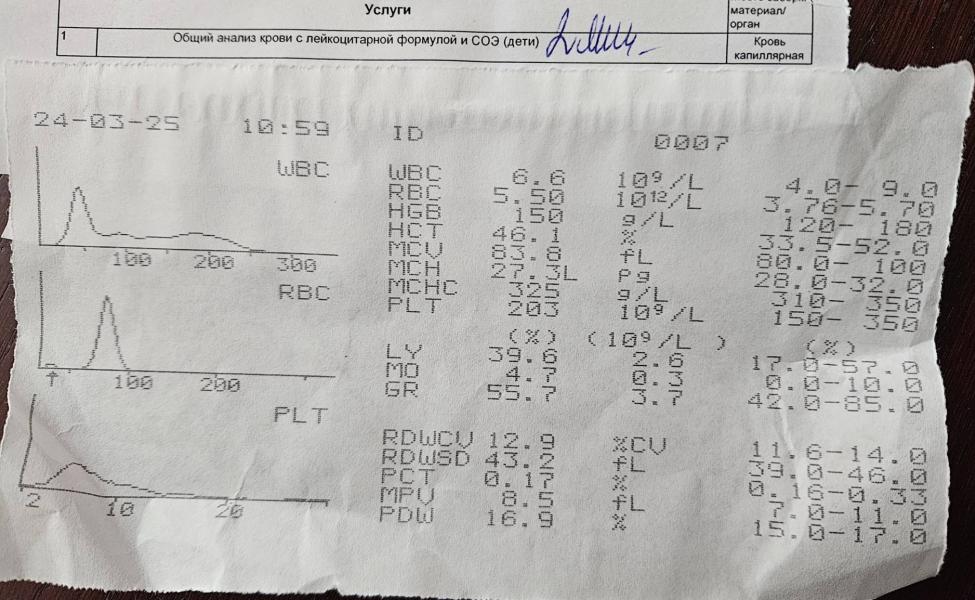 Услуги
материал/
орган
1 Общий анализ крови с лейкоцитарной формулой и СОЭ (дети)
Кровь
капиллярная
24-03-25 10:59 ID 0007
WBC
100 200 300
RBC
100 200
PLT
2 10 20
WBC 6.6 10⁹/L 4.0- 9.0
RBC 5.50 10¹²/L 3.76-5.70
HGB 150 g/L 120- 180
HCT 46.1 % 33.5-52.0
MCV 83.8 fL 80.0- 100
MCH 27.3L Pg 28.0-32.0
MCHC 325 g/L 310- 350
PLT 203 10⁹/L 150- 350
(%) (10⁹/L ) (%)
LY 39.6 2.6 17.0-57.0
MO 4.7 0.3 0.0-10.0
GR 55.7 3.7 42.0-85.0
RDWCV 12.9 %CV 11.6-14.0
RDWSD 43.2 fL 39.0-46.0
PCT 0.17 % 0.16-0.33
MPV 8.5 fL 7.0-11.0
PDW 16.9 % 15.0-17.0